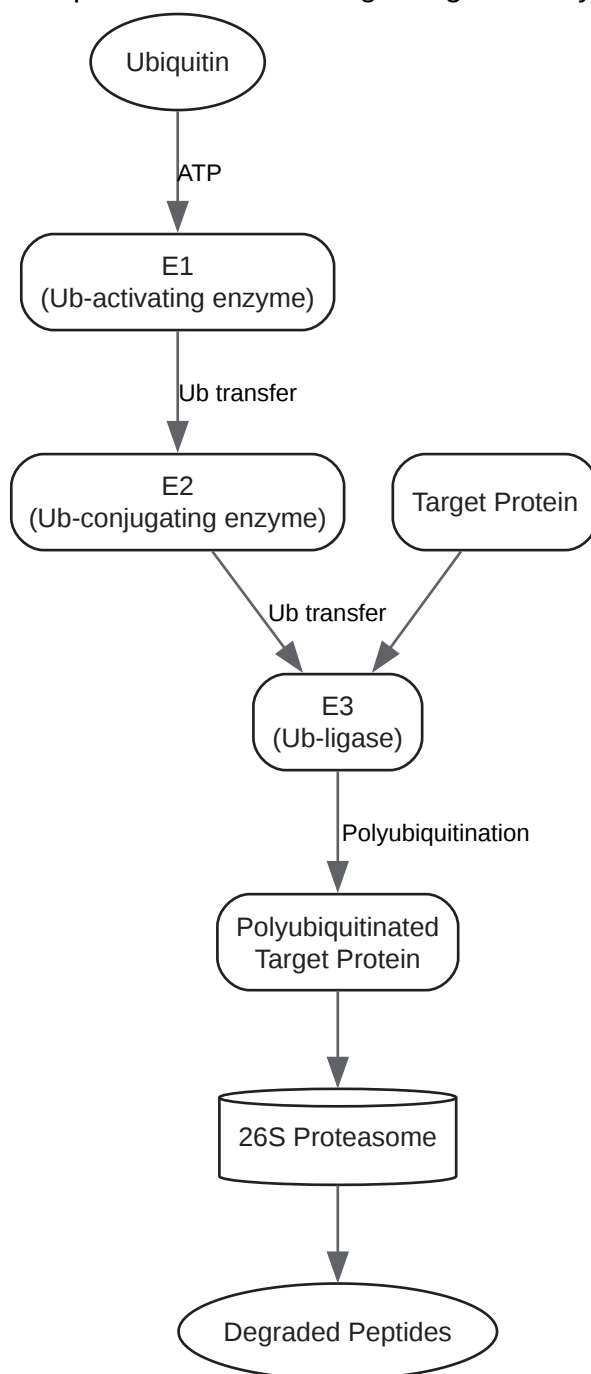 Ubiquitin
ATP
E1
(Ub-activating enzyme)
Ub transfer
E2
(Ub-conjugating enzyme)
Target Protein
Ub transfer
E3
(Ub-ligase)
Polyubiquitination
Polyubiquitinated
Target Protein
26S Proteasome
Degraded Peptides